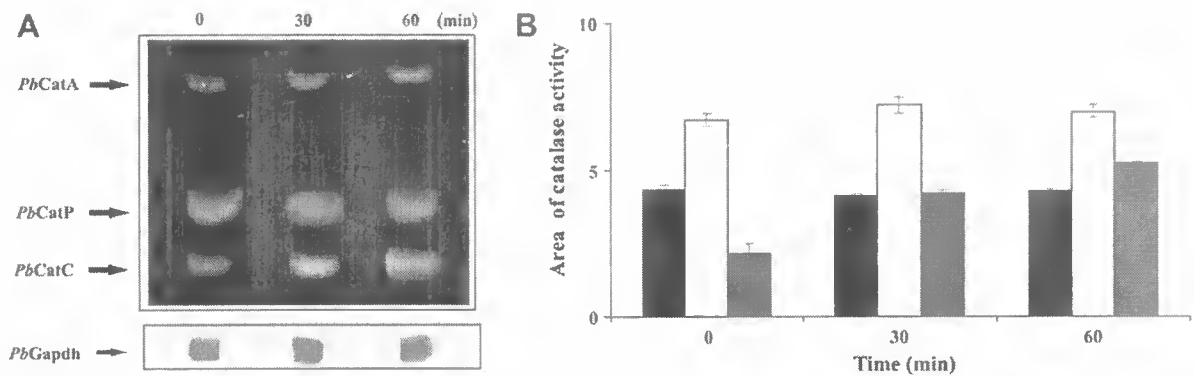 A
0 30 60 (min)
PbCatA
PbCatP
PbCatC
PbGapdh
B
Area of catalase activity
10
5
0
0 30 60
Time (min)